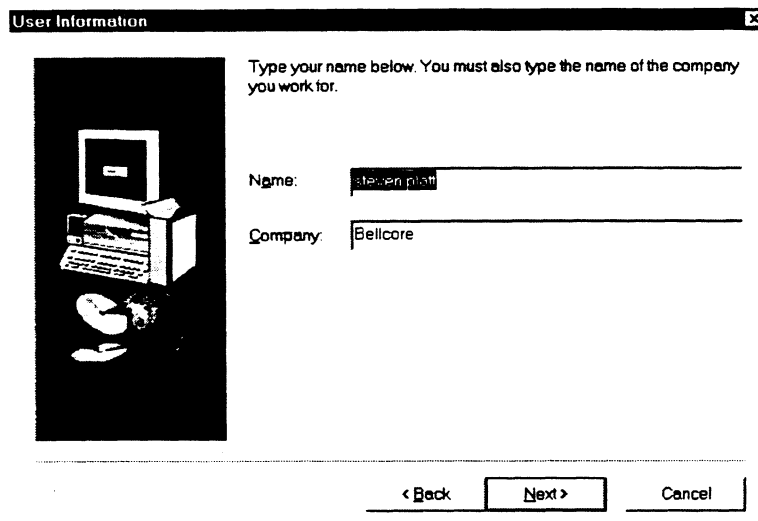 User Information
Type your name below. You must also type the name of the company
you work for.
Name: steven platt
Company: Bellcore
< Back Next > Cancel